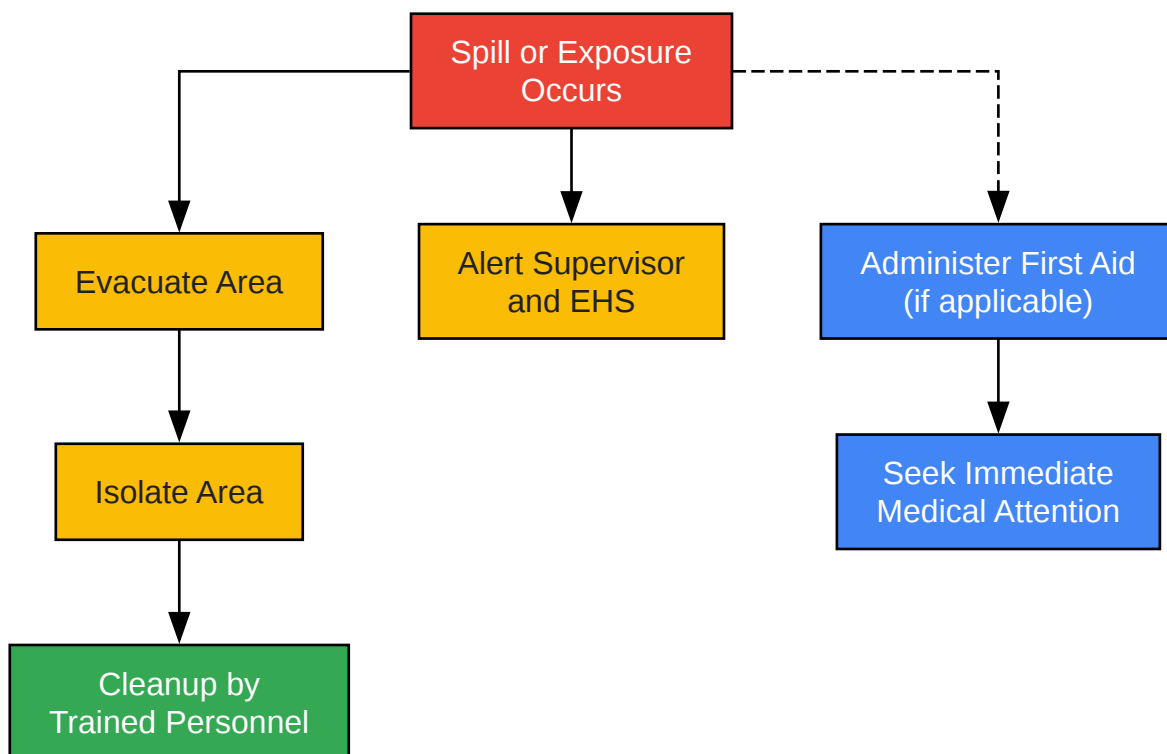 Spill or Exposure
Occurs
Evacuate Area
Alert Supervisor
and EHS
Administer First Aid
(if applicable)
Isolate Area
Seek Immediate
Medical Attention
Cleanup by
Trained Personnel